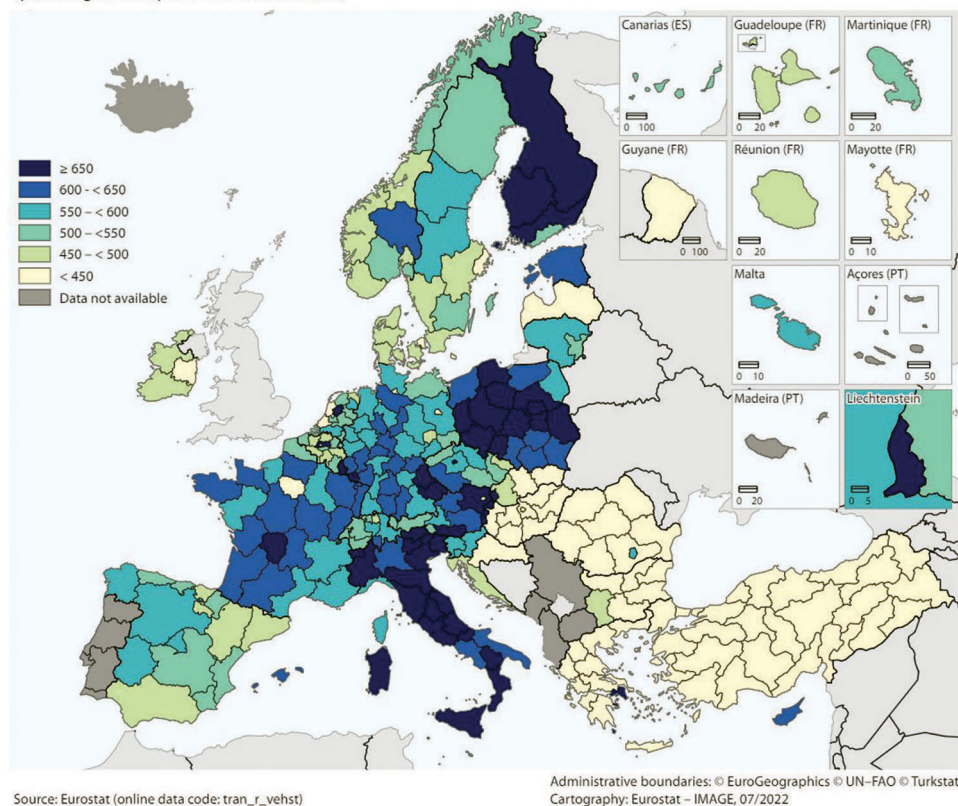 Canarias (ES)
0 100
Guadeloupe (FR)
0 20
Martinique (FR)
0 20
≥ 650
600 - < 650
550 – < 600
500 – <550
450 – < 500
< 450
Data not available
Guyane (FR)
0 100
Réunion (FR)
0 20
Mayotte (FR)
0 10
Malta
0 10
Açores (PT)
0 50
Madeira (PT)
0 20
Liechtenstein
0 5
Administrative boundaries: © EuroGeographics © UN–FAO © Turkstat
Source: Eurostat (online data code: tran_r_vehst)
Cartography: Eurostat – IMAGE, 07/2022